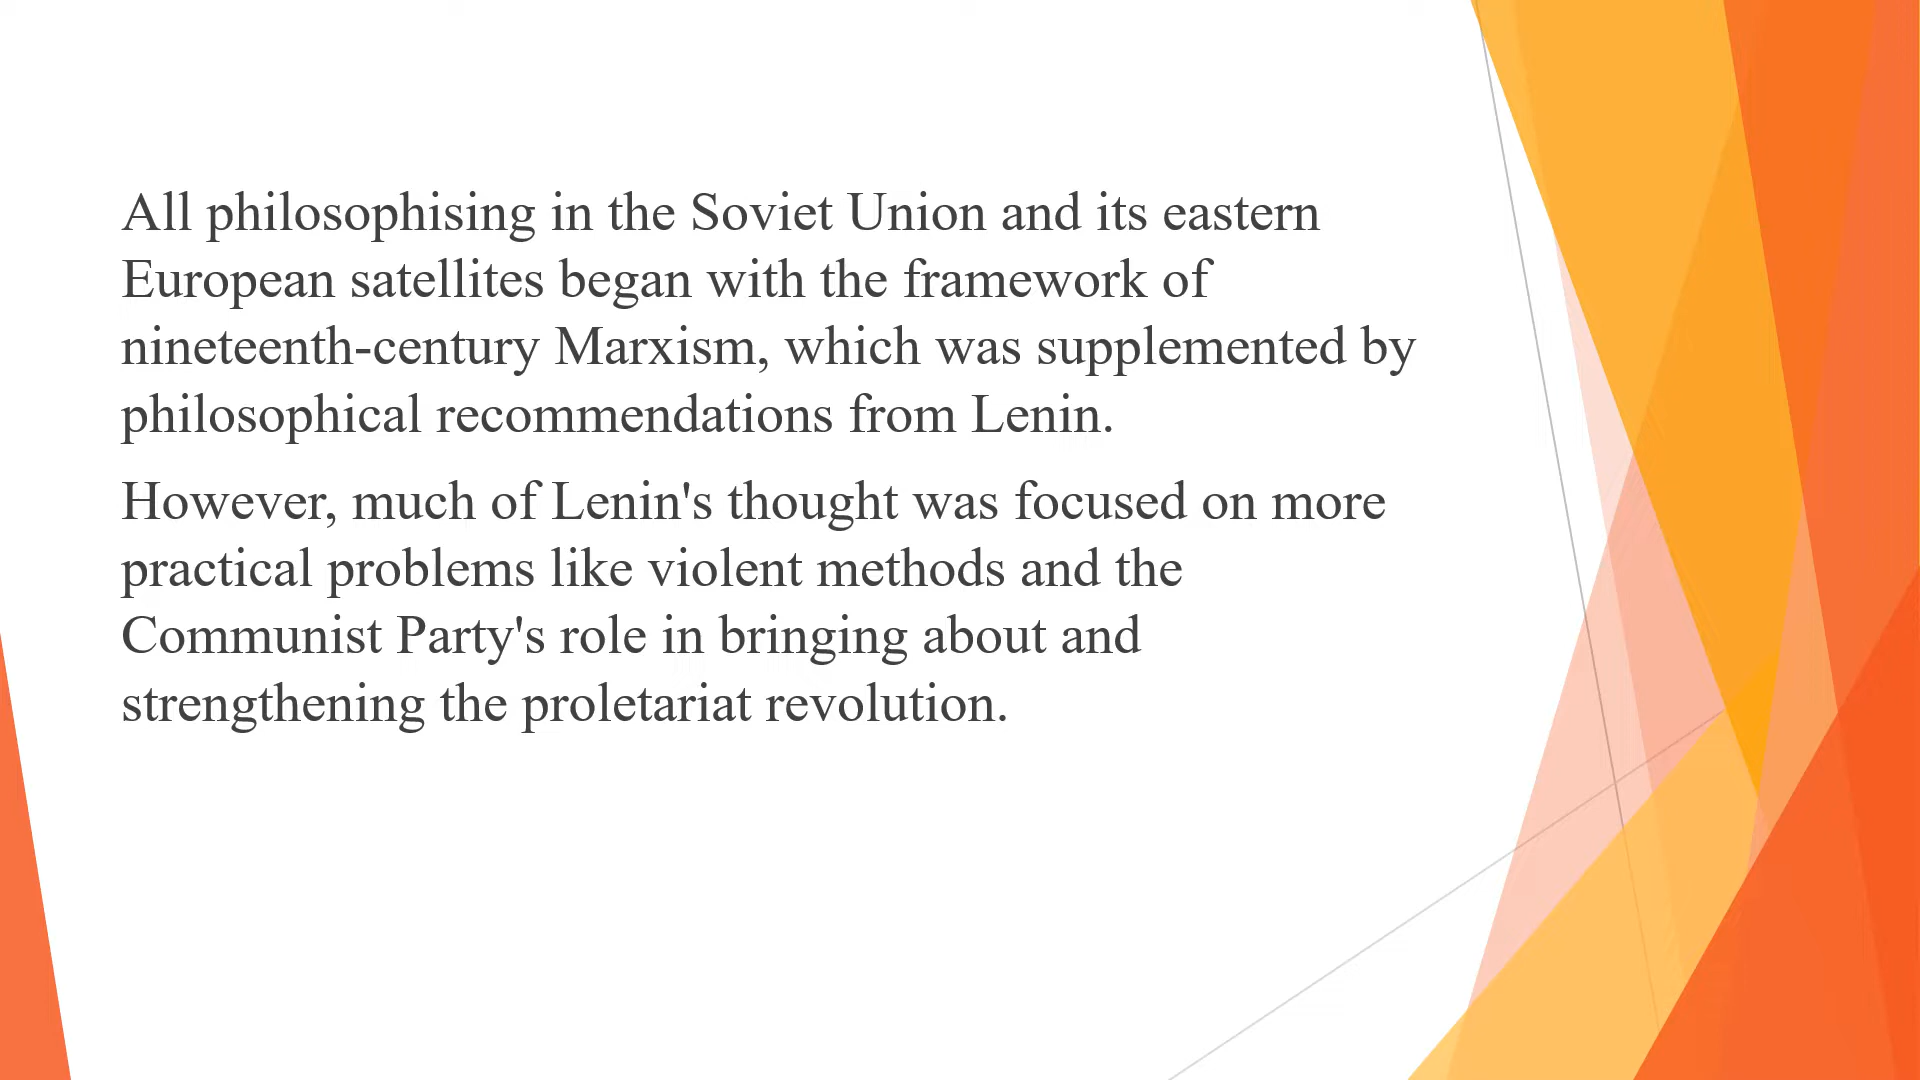 All philosophising in the Soviet Union and its eastern
European satellites began with the framework of
nineteenth-century Marxism, which was supplemented by
philosophical recommendations from Lenin.
However, much of Lenin's thought was focused on more
practical problems like violent methods and the
Communist Party's role in bringing about and
strengthening the proletariat revolution.